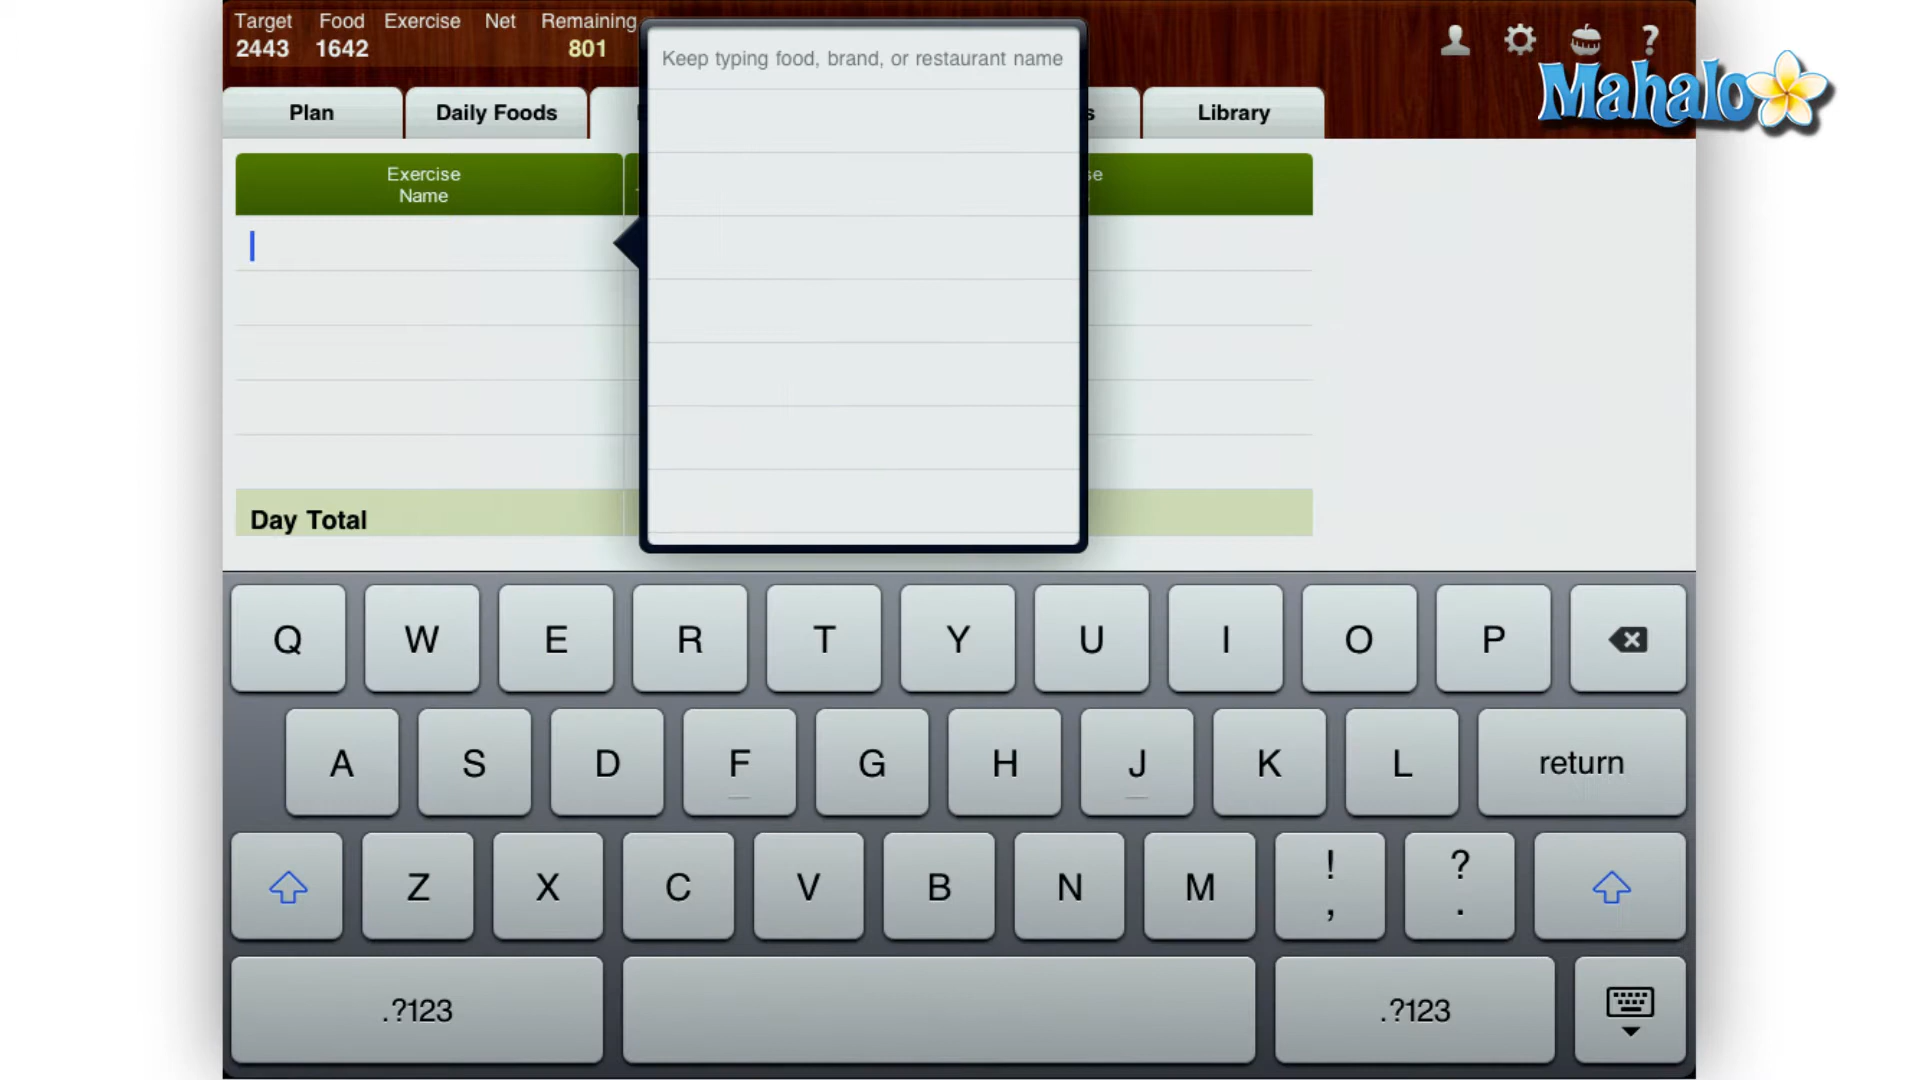 Target Food Exercise Net Remaining
2443 1642 801
Keep typing food, brand, or restaurant name
Mahalo
Plan Daily Foods Library
Exercise
Name
Day Total
Q W E R T Y U I O P
A S D F G H J K L return
Z X C V B N M ! , ? .
.?123 .?123